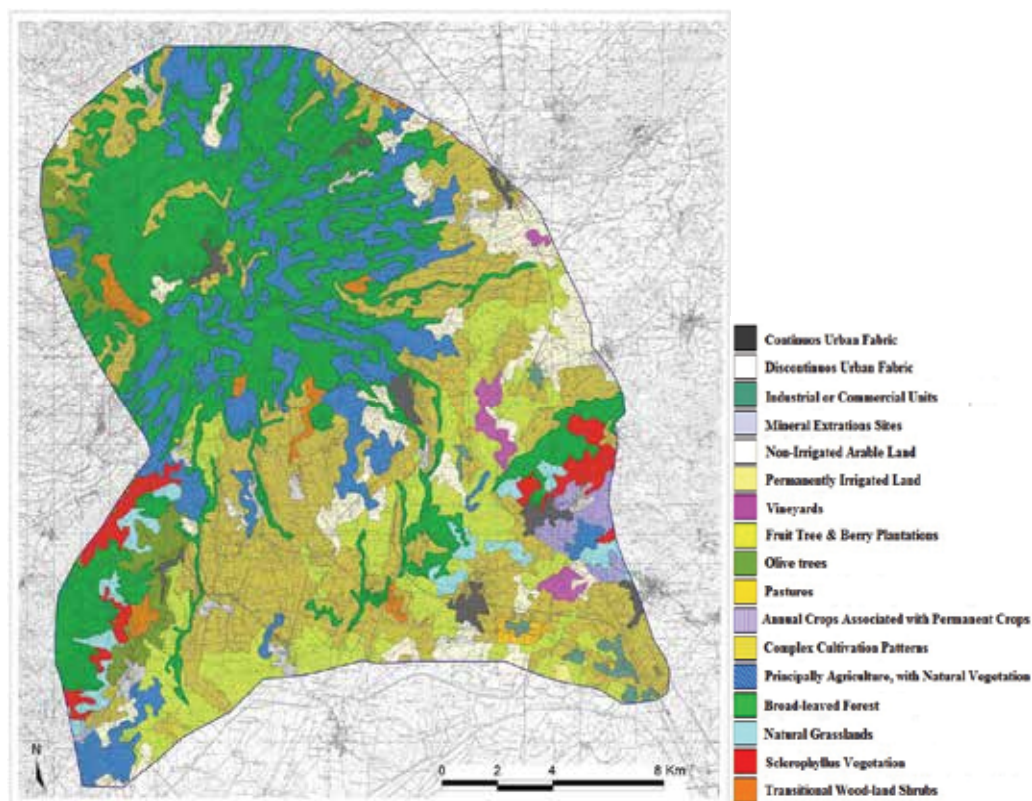 Continuos Urban Fabric
Discontinuos Urban Fabric
Industrial or Commercial Units
Mineral Extrations Sites
Non-Irrigated Arable Land
Permanently Irrigated Land
Vineyards
Fruit Tree & Berry Plantations
Olive trees
Pastures
Annual Crops Associated with Permanent Crops
Complex Cultivation Patterns
Principally Agriculture, with Natural Vegetation
Broad-leaved Forest
Natural Grasslands
Sclerophyllus Vegetation
Transitional Wood-land Shrubs
N
0 4 8 Km